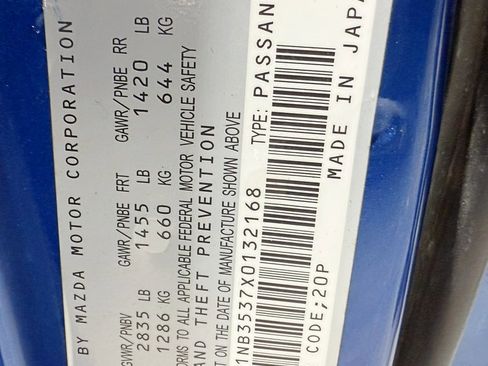 BY MAZDA MOTOR CORPORATION
GVWR/PNBV GAWR/PNBE FRT GAWR/PNBE RR
2835 LB 1455 LB 1420 LB
1286 KG 660 KG 644 KG
ORMS TO ALL APPLICABLE FEDERAL MOTOR VEHICLE SAFETY
AND THEFT PREVENTION
ON THE DATE OF MANUFACTURE SHOWN ABOVE
1NB3537X0132168 TYPE: PASSAN
MADE IN JAPA
CODE;20P